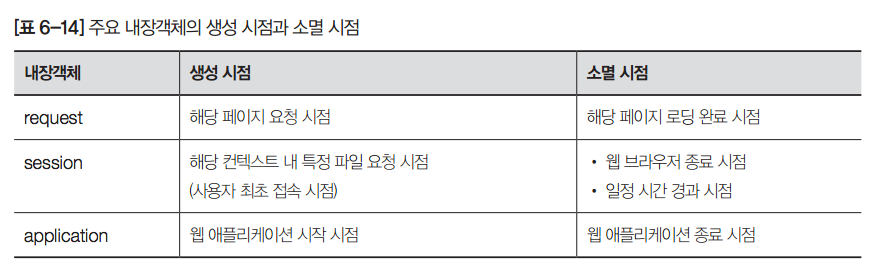 [표 6-14] 주요 내장객체의 생성 시점과 소멸 시점
내장객체 생성 시점 소멸 시점
request 해당 페이지 요청 시점 해당 페이지 로딩 완료 시점
session 해당 컨텍스트 내 특정 파일 요청 시점 • 웹 브라우저 종료 시점
(사용자 최초 접속 시점) • 일정 시간 경과 시점
application 웹 애플리케이션 시작 시점 웹 애플리케이션 종료 시점